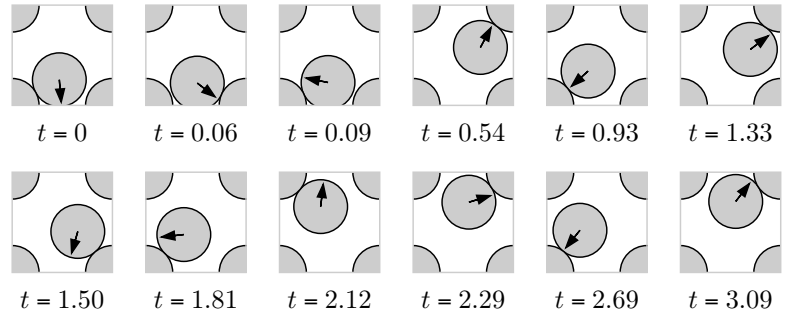 t = 0 t = 0.06 t = 0.09 t = 0.54 t = 0.93 t = 1.33
t = 1.50 t = 1.81 t = 2.12 t = 2.29 t = 2.69 t = 3.09